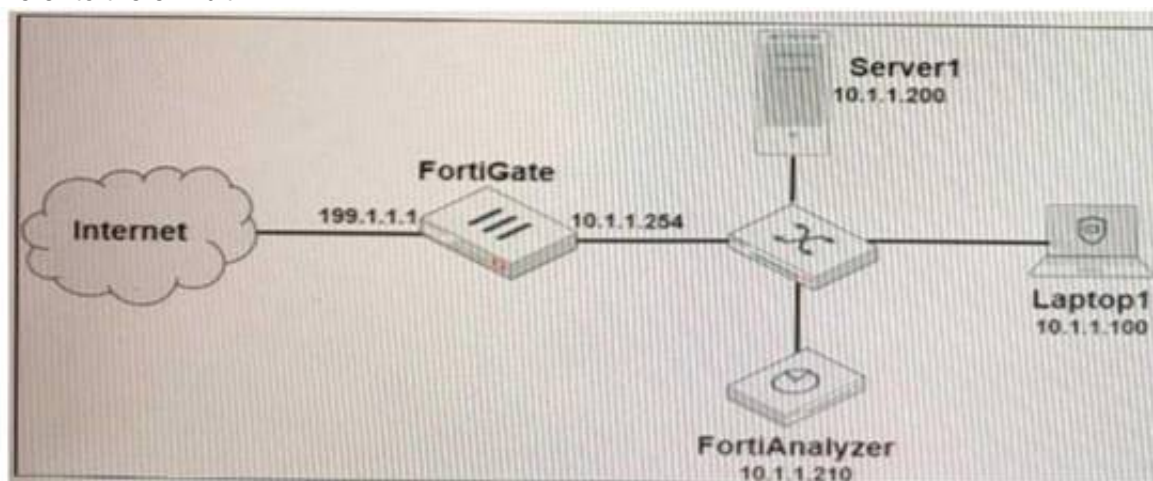 Server1
10.1.1.200
FortiGate
199.1.1.1
10.1.1.254
Internet
Laptop1
10.1.1.100
FortiAnalyzer
10.1.1.210